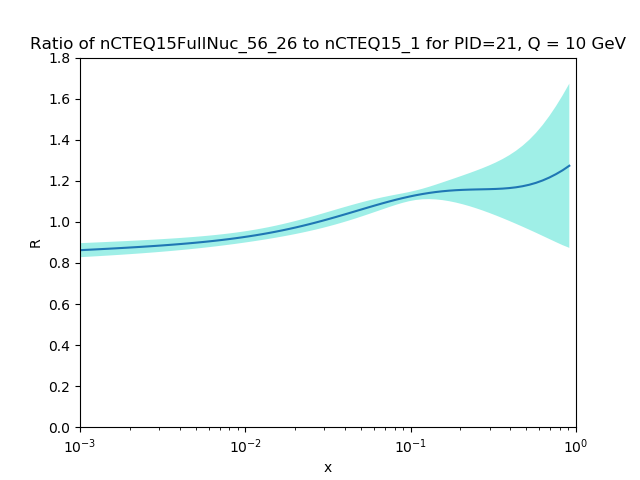 Ratio of nCTEQ15FullNuc_56_26 to nCTEQ15_1 for PID=21, Q = 10 GeV
1.8
1.6
1.4
1.2
1.0
0.8
0.6
0.4
0.2
0.0
R
10⁻³ 10⁻² 10⁻¹ 10⁰
x